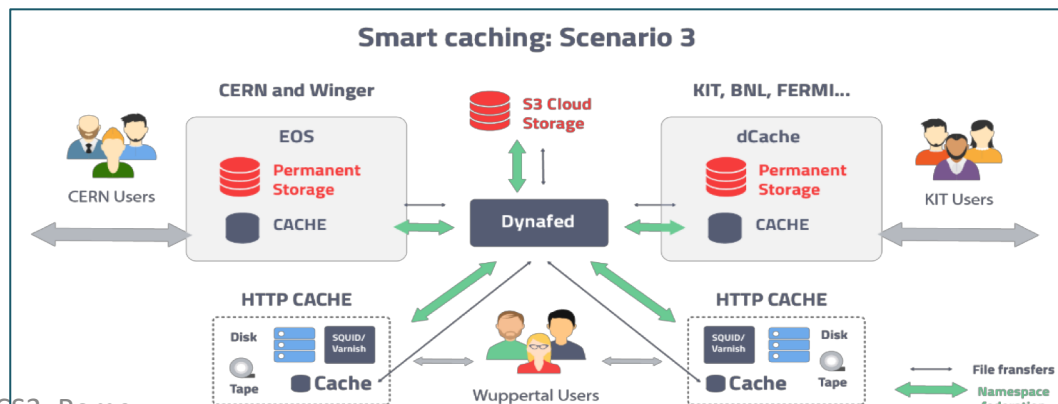 Smart caching: Scenario 3
CERN and Winger
KIT, BNL, FERMI...
S3 Cloud
Storage
EOS
Permanent
Storage
CACHE
dCache
Permanent
Storage
CACHE
CERN Users
KIT Users
Dynafed
HTTP CACHE
Disk
SQUID/
Varnish
Tape
Cache
HTTP CACHE
SQUID/
Varnish
Disk
Cache
Tape
Wuppertal Users
File fransfers
Namespace
Rome